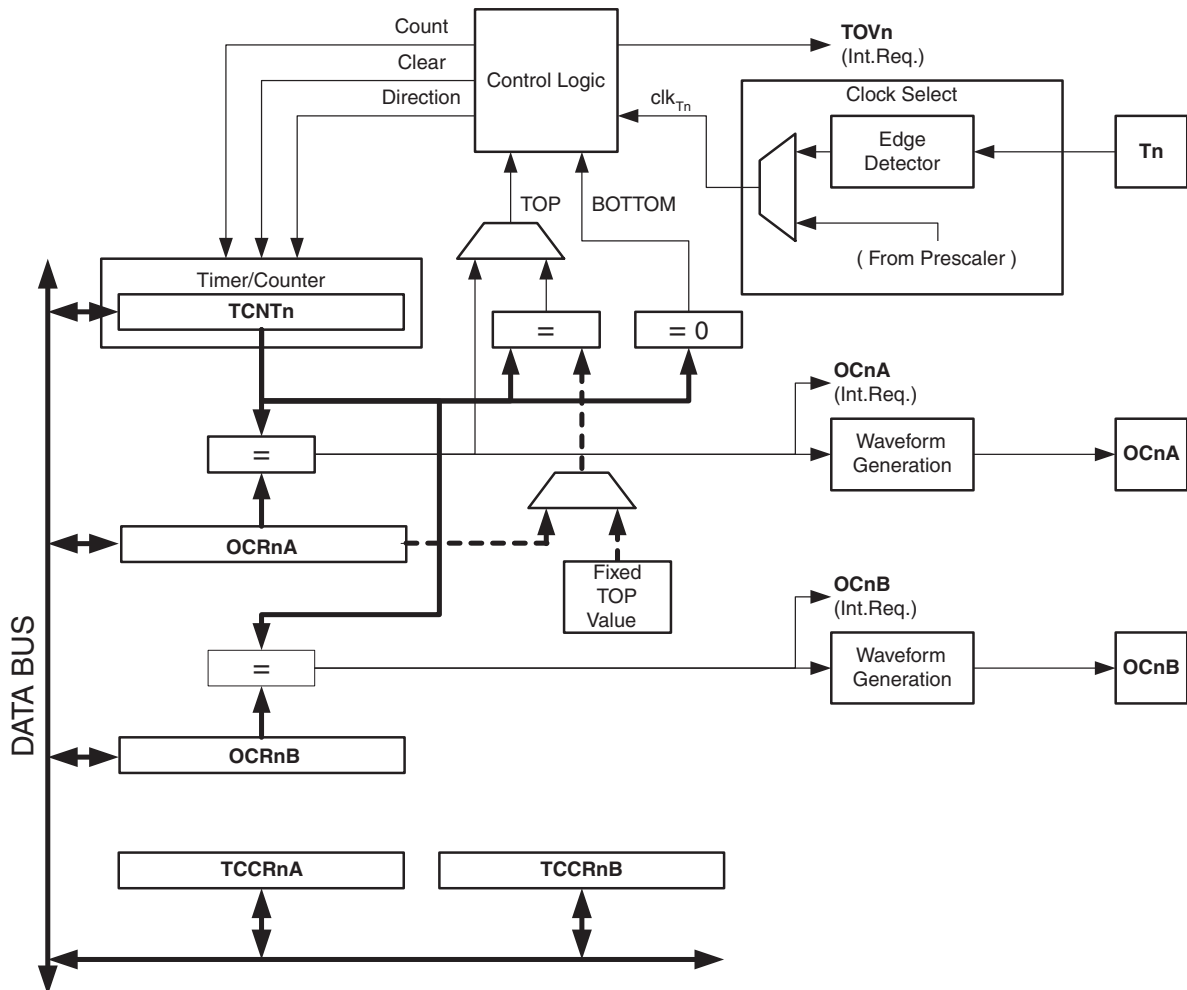 Count
Clear
Direction
Control Logic
TOVn
(Int.Req.)
clkTn
Clock Select
Edge
Detector
Tn
( From Prescaler )
TOP
BOTTOM
Timer/Counter
TCNTn
=
= 0
OCnA
(Int.Req.)
=
Waveform
Generation
OCnA
OCRnA
Fixed
TOP
Value
OCnB
(Int.Req.)
=
Waveform
Generation
OCnB
OCRnB
DATA BUS
TCCRnA
TCCRnB